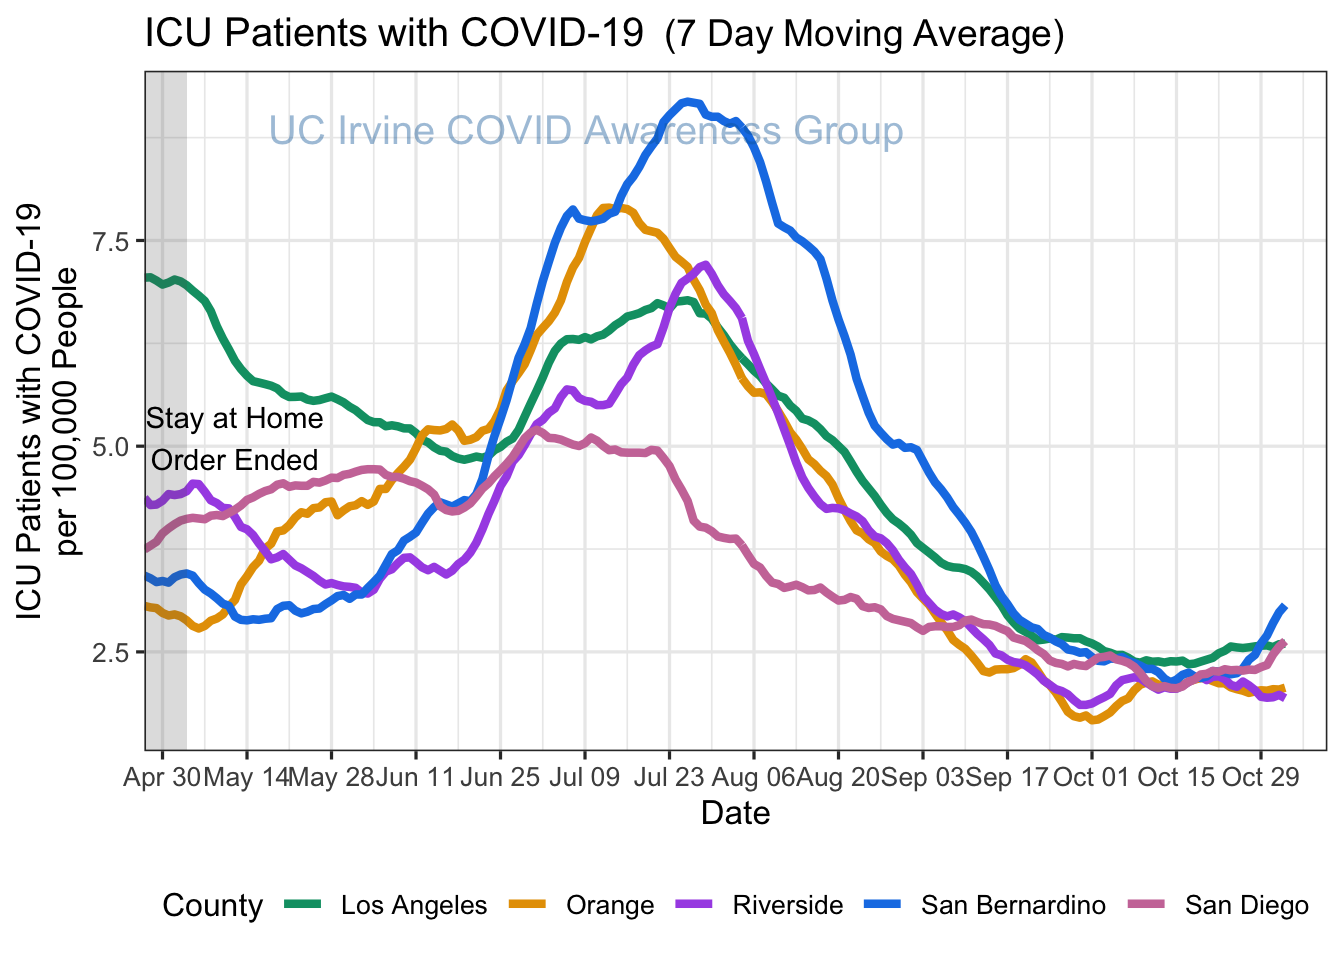 ICU Patients with COVID-19 (7 Day Moving Average)
UC Irvine COVID Awareness Group
ICU Patients with COVID-19
per 100,000 People
7.5
5.0
2.5
Stay at Home
Order Ended
Apr 30 May 14 May 28 Jun 11 Jun 25 Jul 09 Jul 23 Aug 06 Aug 20 Sep 03 Sep 17 Oct 01 Oct 15 Oct 29
Date
County Los Angeles Orange Riverside San Bernardino San Diego